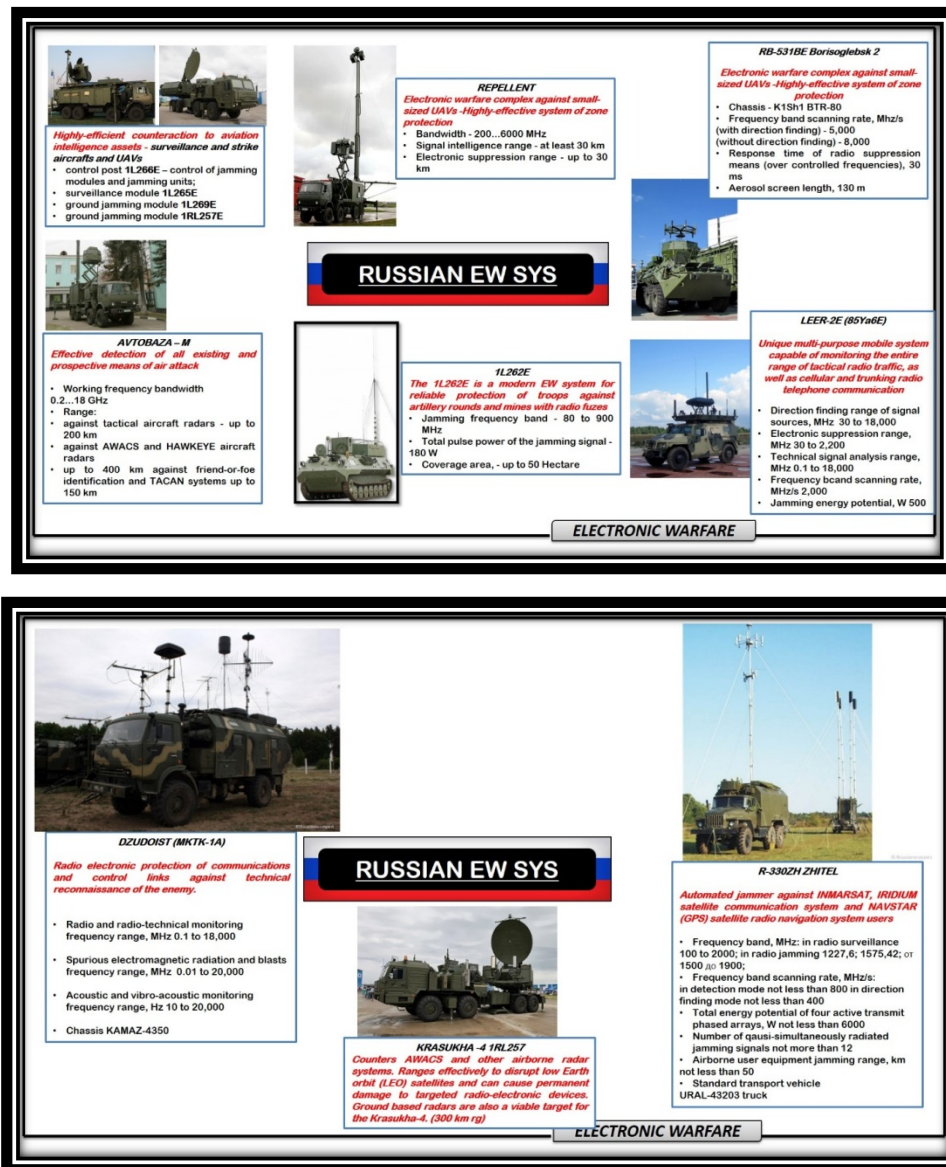 Highly-efficient counteraction to aviation
intelligence assets - surveillance and strike
aircrafts and UAVs
• control post 1L266E – control of jamming
modules and jamming units;
• surveillance module 1L265E
• ground jamming module 1L269E
• ground jamming module 1RL257E
REPELLENT
Electronic warfare complex against small-
sized UAVs -Highly-effective system of zone
protection
• Bandwidth - 200...6000 MHz
• Signal intelligence range - at least 30 km
• Electronic suppression range - up to 30
km
RB-531BE Borisoglebsk 2
Electronic warfare complex against small-
sized UAVs -Highly-effective system of zone
protection
• Chassis - K1Sh1 BTR-80
• Frequency band scanning rate, Mhz/s
(with direction finding) - 5,000
(without direction finding) - 8,000
• Response time of radio suppression
means (over controlled frequencies), 30
ms
• Aerosol screen length, 130 m
RUSSIAN EW SYS
AVTOBAZA – M
Effective detection of all existing and
prospective means of air attack
• Working frequency bandwidth
0.2...18 GHz
• Range:
• against tactical aircraft radars - up to
200 km
• against AWACS and HAWKEYE aircraft
radars
• up to 400 km against friend-or-foe
identification and TACAN systems up to
150 km
1L262E
The 1L262E is a modern EW system for
reliable protection of troops against
artillery rounds and mines with radio fuzes
• Jamming frequency band - 80 to 900
MHz
• Total pulse power of the jamming signal -
180 W
• Coverage area, - up to 50 Hectare
LEER-2E (85Ya6E)
Unique multi-purpose mobile system
capable of monitoring the entire
range of tactical radio traffic, as
well as cellular and trunking radio
telephone communication
• Direction finding range of signal
sources, MHz 30 to 18,000
• Electronic suppression range,
MHz 30 to 2,200
• Technical signal analysis range,
MHz 0.1 to 18,000
• Frequency bcand scanning rate,
MHz/s 2,000
• Jamming energy potential, W 500
ELECTRONIC WARFARE
DZUDOIST (MKTK-1A)
Radio electronic protection of communications
and control links against technical
reconnaissance of the enemy.
• Radio and radio-technical monitoring
frequency range, MHz 0.1 to 18,000
• Spurious electromagnetic radiation and blasts
frequency range, MHz 0.01 to 20,000
• Acoustic and vibro-acoustic monitoring
frequency range, Hz 10 to 20,000
• Chassis KAMAZ-4350
RUSSIAN EW SYS
KRASUKHA -4 1RL257
Counters AWACS and other airborne radar
systems. Ranges effectively to disrupt low Earth
orbit (LEO) satellites and can cause permanent
damage to targeted radio-electronic devices.
Ground based radars are also a viable target for
the Krasukha-4. (300 km rg)
R-330ZH ZHITEL
Automated jammer against INMARSAT, IRIDIUM
satellite communication system and NAVSTAR
(GPS) satellite radio navigation system users
• Frequency band, MHz: in radio surveillance
100 to 2000; in radio jamming 1227,6; 1575,42; от
1500 до 1900;
• Frequency band scanning rate, MHz/s:
in detection mode not less than 800 in direction
finding mode not less than 400
• Total energy potential of four active transmit
phased arrays, W not less than 6000
• Number of qausi-simultaneously radiated
jamming signals not more than 12
• Airborne user equipment jamming range, km
not less than 50
• Standard transport vehicle
URAL-43203 truck
ELECTRONIC WARFARE